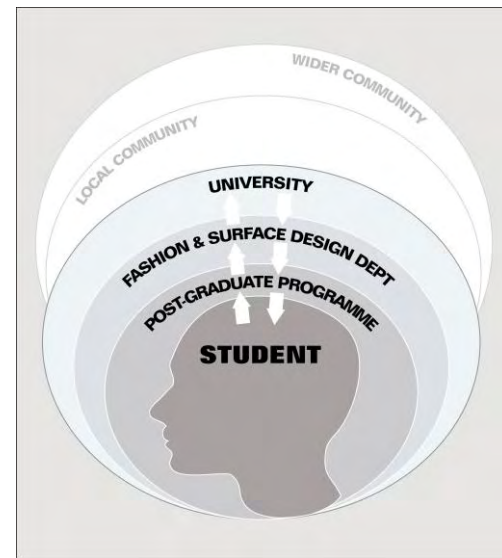 WIDER COMMUNITY
LOCAL COMMUNITY
UNIVERSITY
FASHION & SURFACE DESIGN DEPT
POST-GRADUATE PROGRAMME
STUDENT